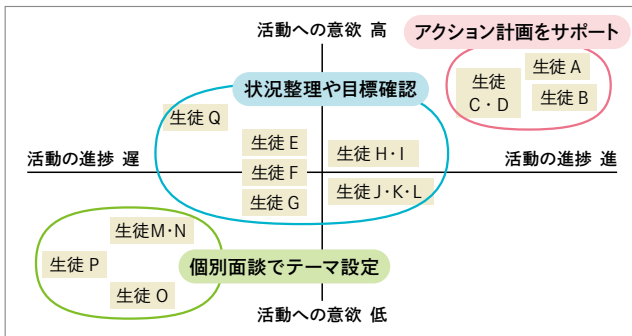 活動への意欲 高
アクション計画をサポート
生徒 A
生徒
C・D
生徒 B
状況整理や目標確認
生徒 Q
生徒 E
生徒 H・I
活動の進捗 遅
活動の進捗 進
生徒 F
生徒 J・K・L
生徒 G
生徒M・N
生徒 P
個別面談でテーマ設定
生徒 O
活動への意欲 低